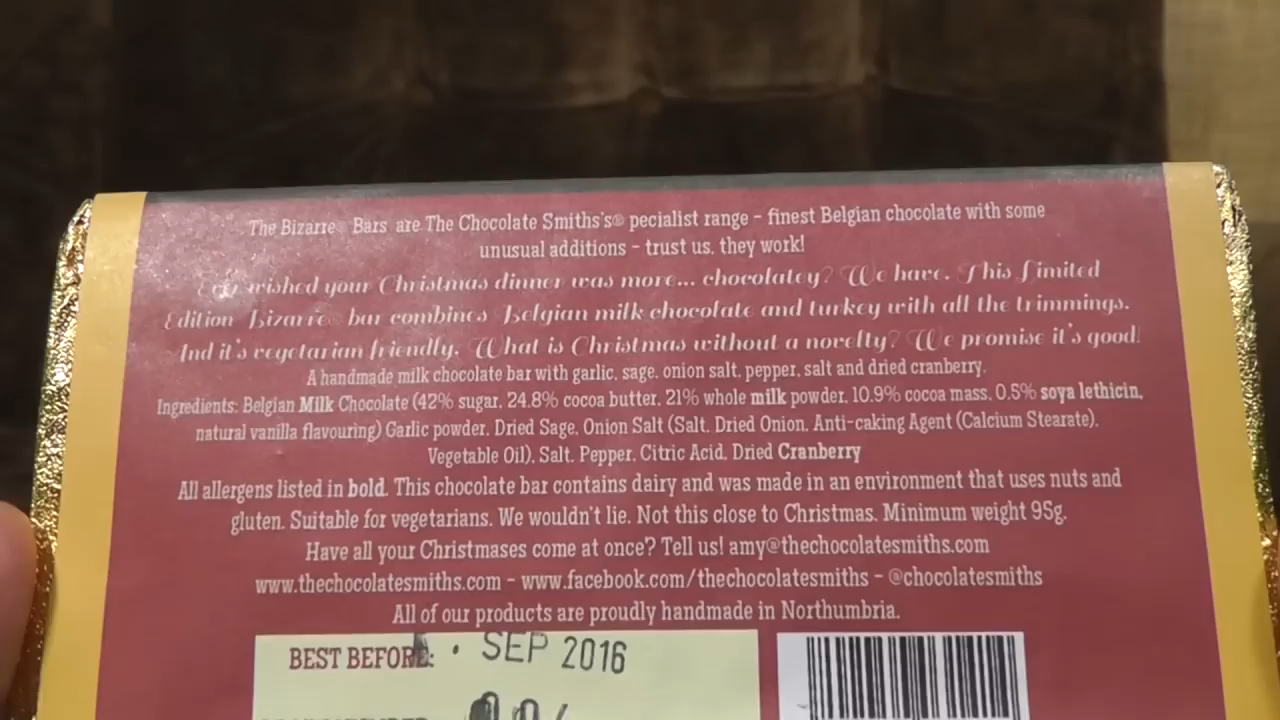 The Bizarre® Bars are The Chocolate Smiths's® pecialist range - finest Belgian chocolate with some
unusual additions - trust us, they work!
Ever wished your Christmas dinner was more... chocolatey? We have. This Limited
Edition Bizarre® bar combines Belgian milk chocolate and turkey with all the trimmings.
And it's vegetarian friendly. What is Christmas without a novelty? We promise it's good!
A handmade milk chocolate bar with garlic, sage, onion salt, pepper, salt and dried cranberry.
Ingredients: Belgian Milk Chocolate (42% sugar, 24.8% cocoa butter, 21% whole milk powder, 10.9% cocoa mass, 0.5% soya lethicin,
natural vanilla flavouring) Garlic powder, Dried Sage, Onion Salt (Salt, Dried Onion, Anti-caking Agent (Calcium Stearate),
Vegetable Oil), Salt, Pepper, Citric Acid, Dried Cranberry
All allergens listed in bold. This chocolate bar contains dairy and was made in an environment that uses nuts and
gluten. Suitable for vegetarians. We wouldn't lie. Not this close to Christmas. Minimum weight 95g.
Have all your Christmases come at once? Tell us! amy@thechocolatesmiths.com
www.thechocolatesmiths.com - www.facebook.com/thechocolatesmiths - @chocolatesmiths
All of our products are proudly handmade in Northumbria.
BEST BEFORE: SEP 2016